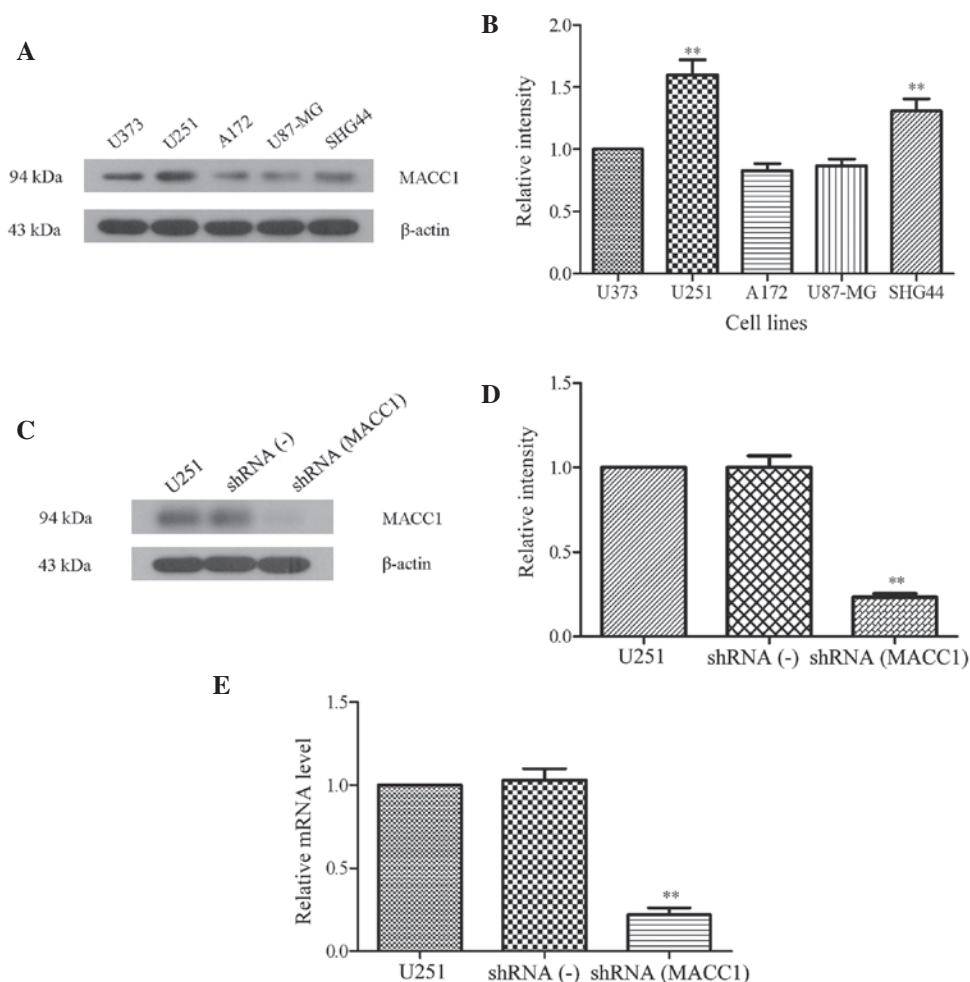 A
U373 U251 A172 U87-MG SHG44
94 kDa MACC1
43 kDa β-actin
B
Relative intensity
2.0
1.5
1.0
0.5
0.0
** **
U373 U251 A172 U87-MG SHG44
Cell lines
C
U251 shRNA (-) shRNA (MACC1)
94 kDa MACC1
43 kDa β-actin
D
Relative intensity
1.5
1.0
0.5
0.0
**
U251 shRNA (-) shRNA (MACC1)
E
Relative mRNA level
1.5
1.0
0.5
0.0
**
U251 shRNA (-) shRNA (MACC1)